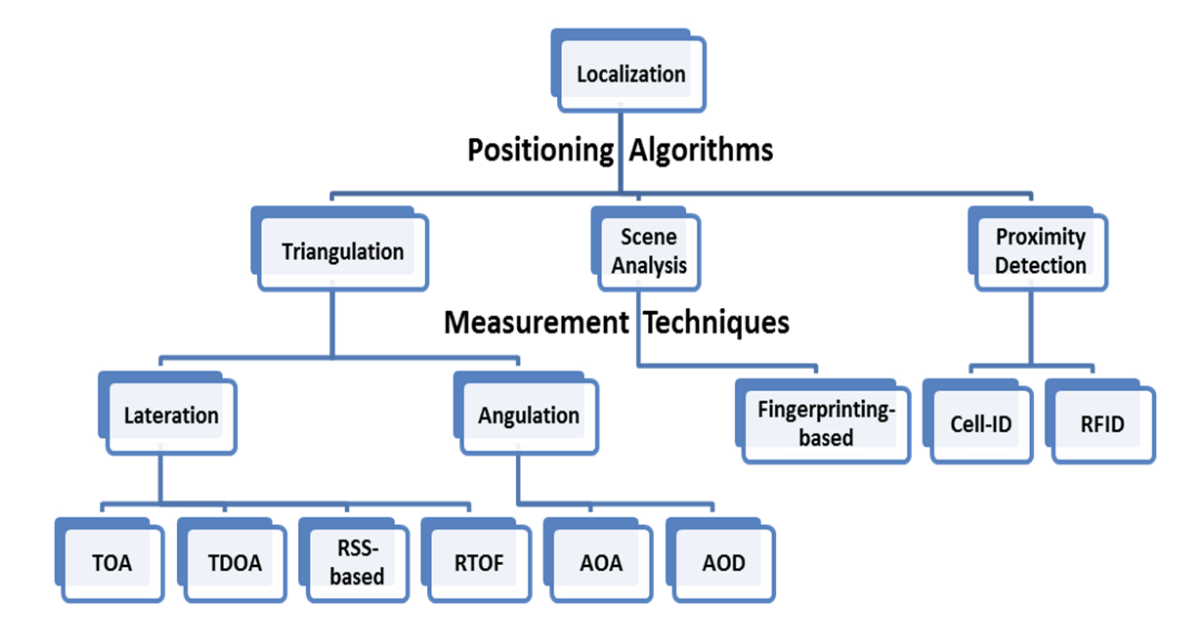 Localization
Positioning Algorithms
Triangulation
Scene
Analysis
Proximity
Detection
Measurement Techniques
Lateration
Angulation
Fingerprinting-
based
Cell-ID
RFID
TOA
TDOA
RSS-
based
RTOF
AOA
AOD